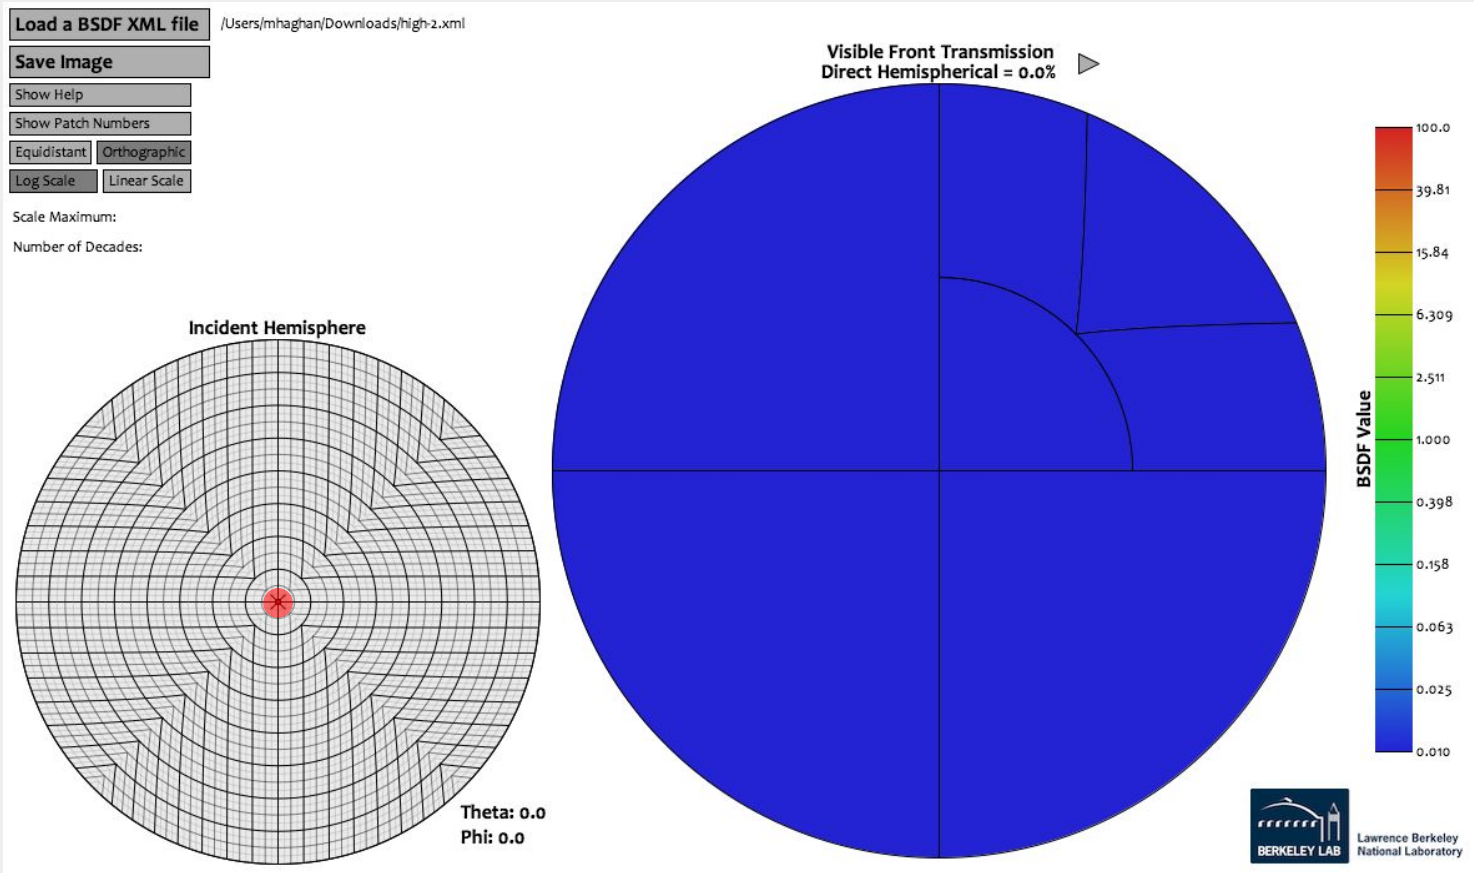 Load a BSDF XML file
/Users/mhaghan/Downloads/high-2.xml
Save Image
Show Help
Show Patch Numbers
Equidistant
Orthographic
Log Scale
Linear Scale
Scale Maximum:
Number of Decades:
Visible Front Transmission
Direct Hemispherical = 0.0%
Incident Hemisphere
Theta: 0.0
Phi: 0.0
BSDF Value
100.0
39.81
15.84
6.309
2.511
1.000
0.398
0.158
0.063
0.025
0.010
BERKELEY LAB
Lawrence Berkeley
National Laboratory